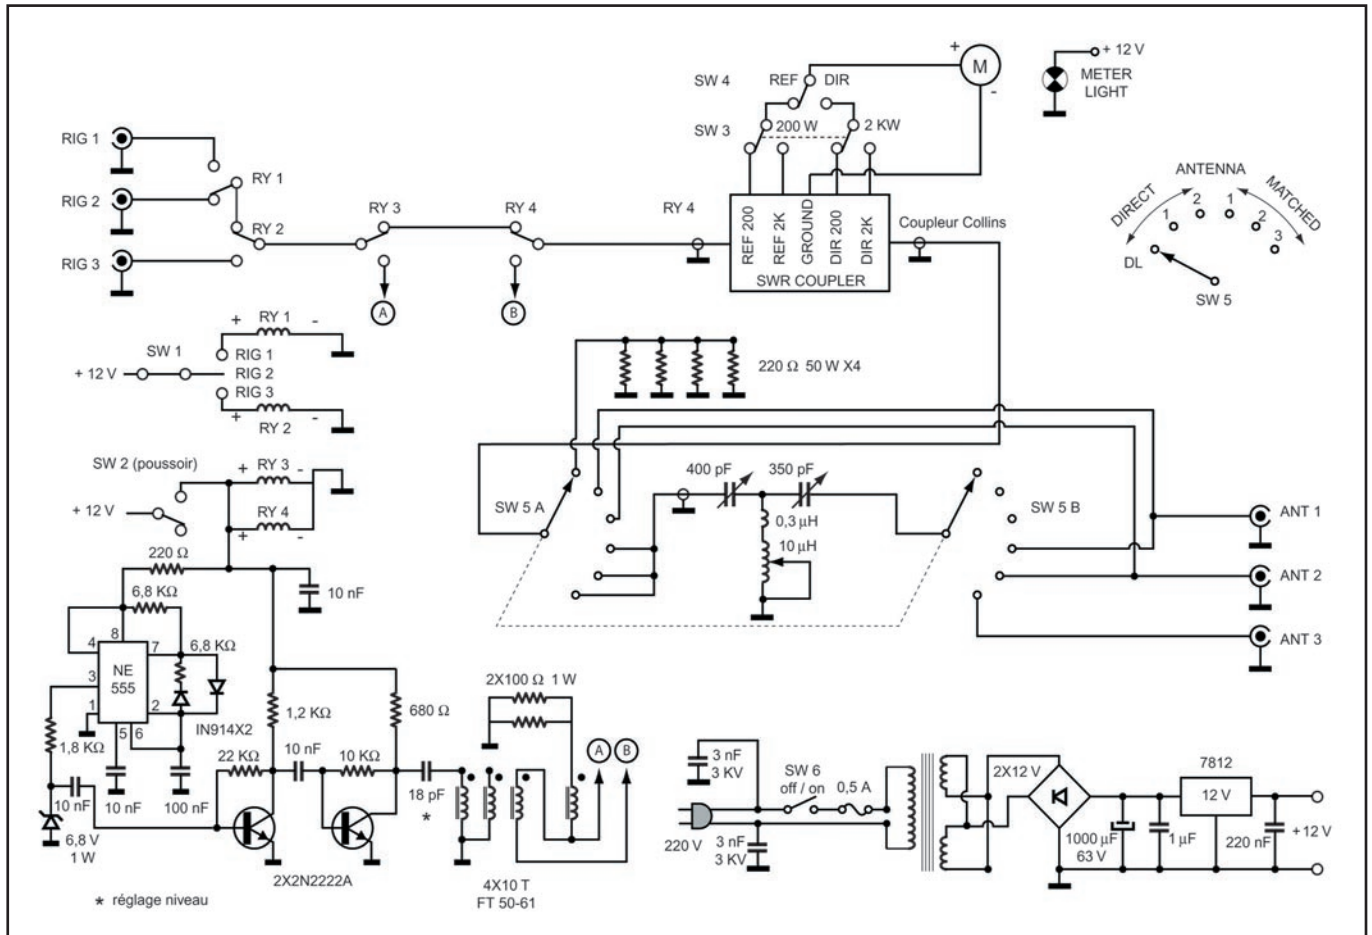 + 12 V
METER
LIGHT
+
M
-
SW 4
REF
DIR
SW 3
200 W
2 KW
RIG 1
RIG 2
RIG 3
RY 1
RY 2
RY 3
RY 4
RY 4
A
B
REF 200
REF 2K
GROUND
DIR 200
DIR 2K
SWR COUPLER
Coupleur Collins
ANTENNA
DIRECT
MATCHED
1
2
1
2
3
DL
SW 5
+ RY 1 -
SW 1
RIG 1
+ 12 V
RIG 2
RIG 3
+ RY 2 -
220 Ω 50 W X4
SW 2 (poussoir)
+ RY 3 -
+ 12 V
RY 4
+ -
SW 5 A
400 pF
350 pF
0,3 µH
10 µH
SW 5 B
ANT 1
ANT 2
ANT 3
220 Ω
6,8 KΩ
10 nF
4
8
7
6,8 KΩ
3
NE
555
1
2
5 6
IN914X2
1,8 KΩ
10 nF
10 nF
100 nF
6,8 V
1 W
22 KΩ
1,2 KΩ
10 nF
10 KΩ
680 Ω
18 pF
*
2X2N2222A
2X100 Ω 1 W
A
B
4X10 T
FT 50-61
* réglage niveau
3 nF
3 KV
SW 6
off / on
0,5 A
220 V
3 nF
3 KV
2X12 V
7812
12 V
1000 µF
63 V
1 µF
220 nF
+ 12 V